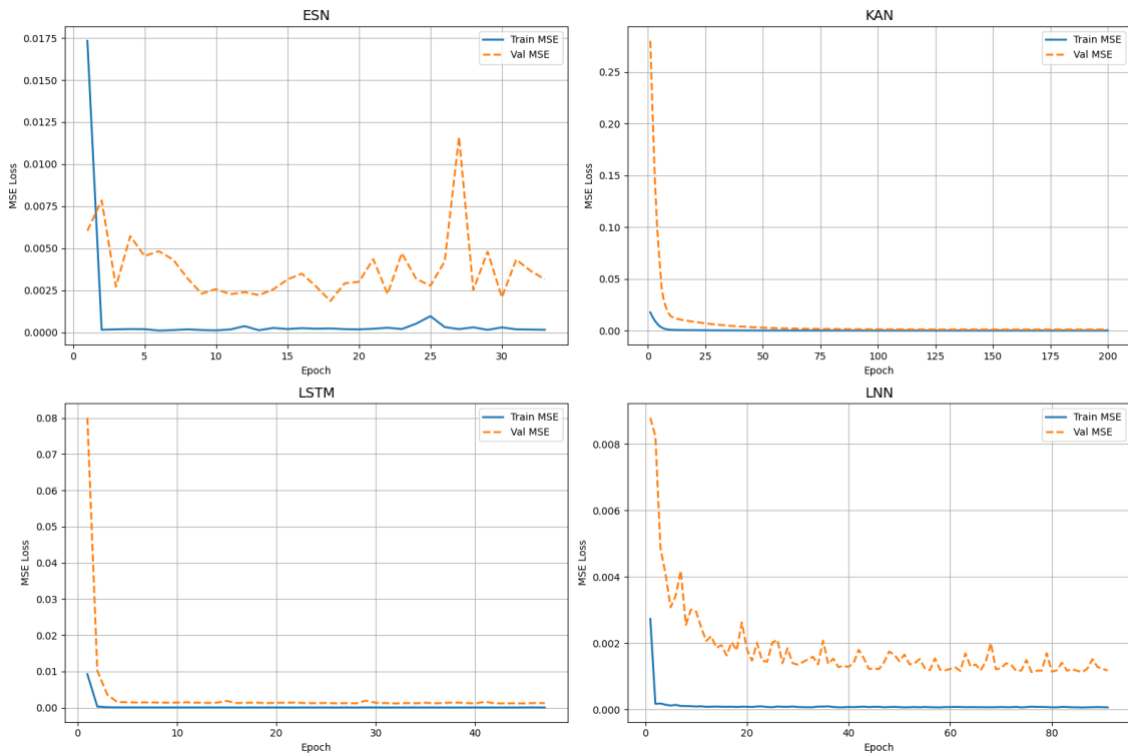 ESN
0.0175
0.0150
0.0125
0.0100
0.0075
0.0050
0.0025
0.0000
MSE Loss
Train MSE
Val MSE
0 5 10 15 20 25 30
Epoch
KAN
0.25
0.20
0.15
0.10
0.05
0.00
MSE Loss
Train MSE
Val MSE
0 25 50 75 100 125 150 175 200
Epoch
LSTM
0.08
0.07
0.06
0.05
0.04
0.03
0.02
0.01
0.00
MSE Loss
Train MSE
Val MSE
0 10 20 30 40
Epoch
LNN
0.008
0.006
0.004
0.002
0.000
MSE Loss
Train MSE
Val MSE
0 20 40 60 80
Epoch